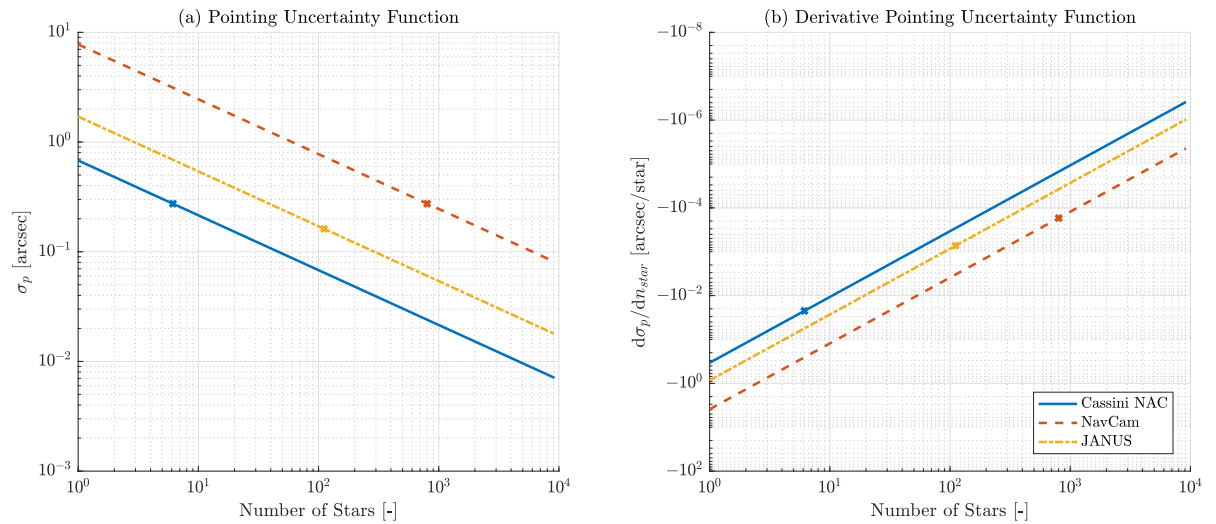 (a) Pointing Uncertainty Function
10^1
10^0
10^-1
10^-2
10^-3
σ_p [arcsec]
10^0 10^1 10^2 10^3 10^4
Number of Stars [-]
(b) Derivative Pointing Uncertainty Function
−10^-8
−10^-6
−10^-4
−10^-2
−10^0
−10^2
dσ_p/dn_star [arcsec/star]
Cassini NAC
NavCam
JANUS
10^0 10^1 10^2 10^3 10^4
Number of Stars [-]